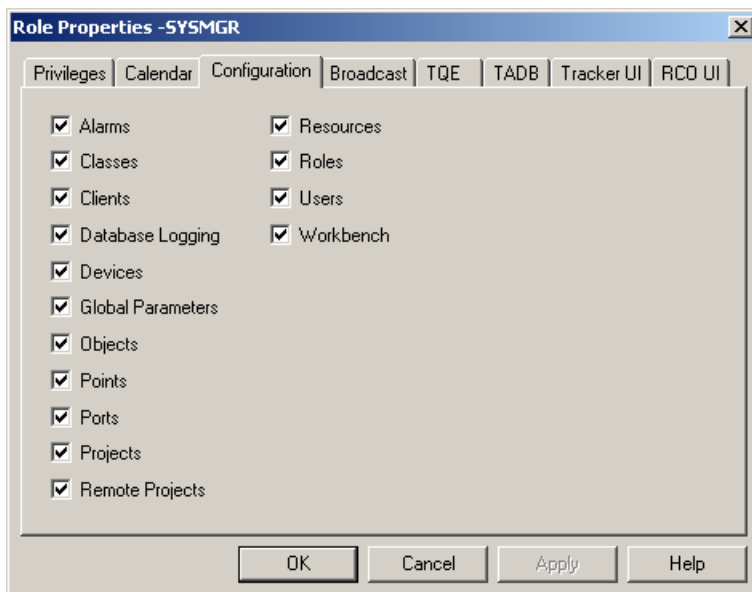 Role Properties -SYSMGR
Privileges Calendar Configuration Broadcast TQE TADB Tracker UI RCO UI
Alarms
Classes
Clients
Database Logging
Devices
Global Parameters
Objects
Points
Ports
Projects
Remote Projects
Resources
Roles
Users
Workbench
OK Cancel Apply Help